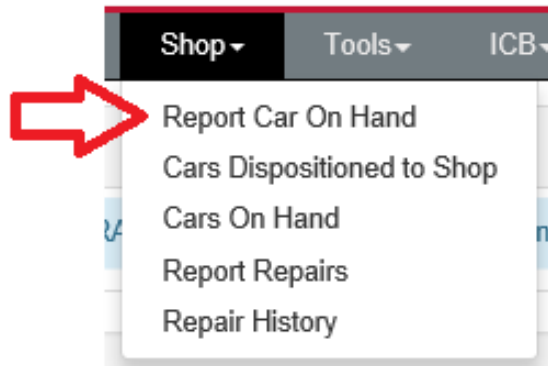 Shop Tools ICB
Report Car On Hand
Cars Dispositioned to Shop
Cars On Hand
Report Repairs
Repair History